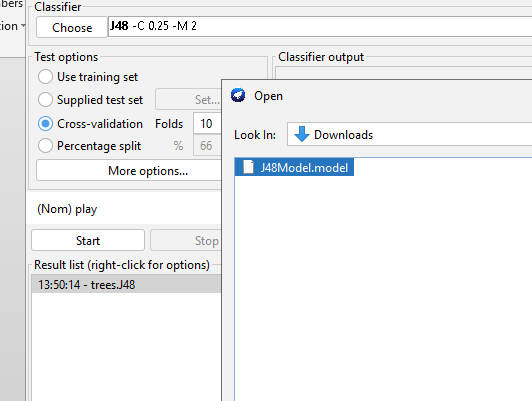 nbers
tion
Classifier
Choose J48 -C 0.25 -M 2
Test options
Use training set
Supplied test set Set...
Cross-validation Folds 10
Percentage split % 66
More options...
(Nom) play
Start Stop
Result list (right-click for options)
13:50:14 - trees.J48
Classifier output
Open
Look In: Downloads
J48Model.model